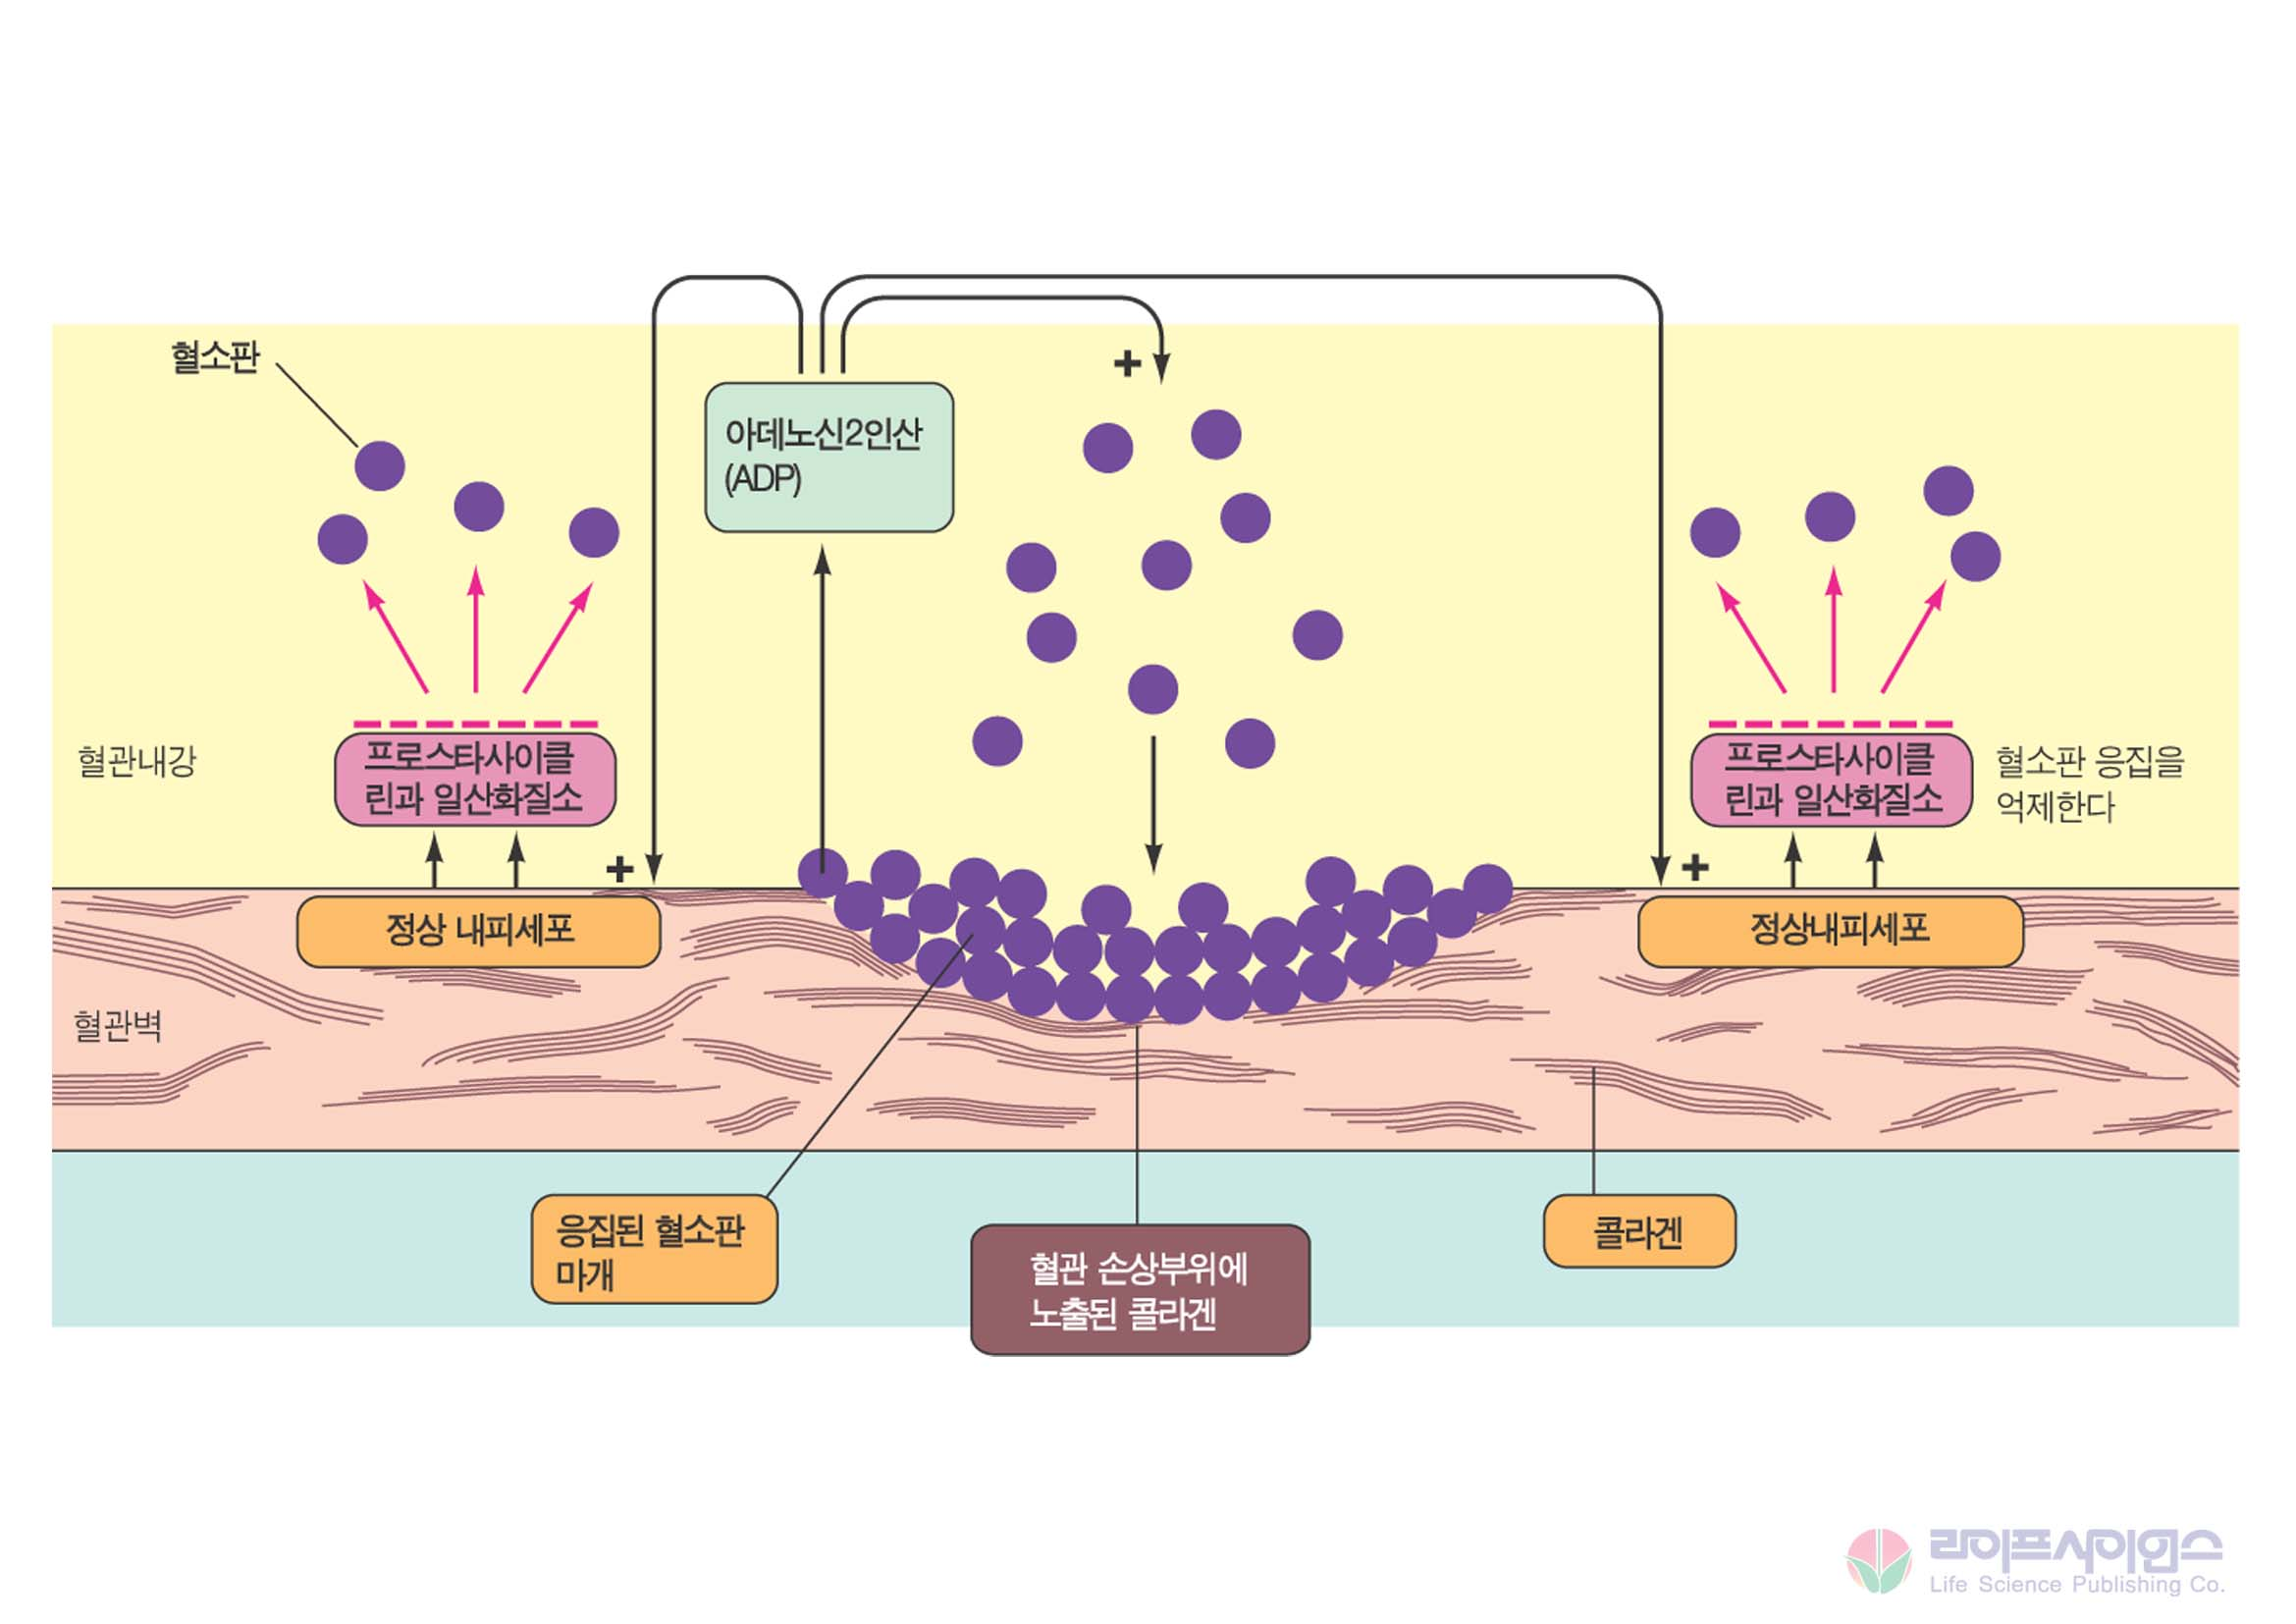 혈소판
+
아데노신2인산
(ADP)
혈관내강
프로스타사이클
린과 일산화질소
프로스타사이클
린과 일산화질소
혈소판 응집을
억제한다
+
+
정상 내피세포
정상내피세포
혈관벽
응집된 혈소판
마개
혈관 손상부위에
노출된 콜라겐
콜라겐
라이프사이언스
Life Science Publishing Co.